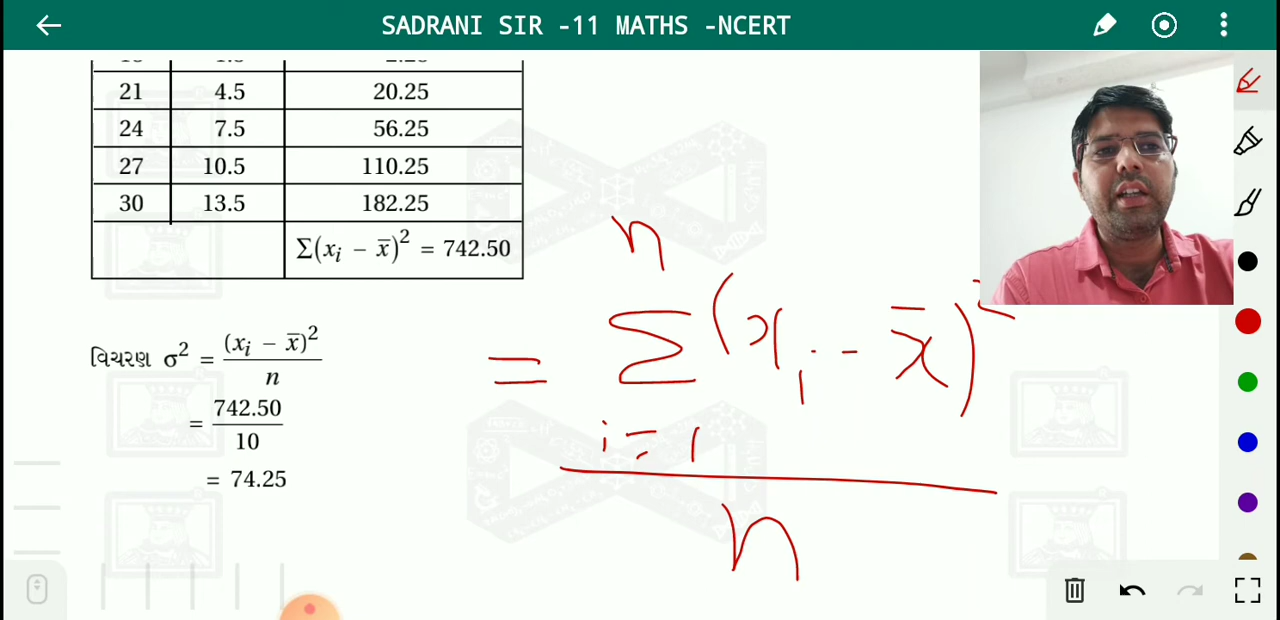 SADRANI SIR -11 MATHS -NCERT
21 4.5 20.25
24 7.5 56.25
27 10.5 110.25
30 13.5 182.25
Σ(xᵢ − x̄)² = 742.50
વિચરણ σ² = (xᵢ − x̄)² / n
= 742.50 / 10
= 74.25
n
= Σ (xᵢ − x̄)²
i = 1
n